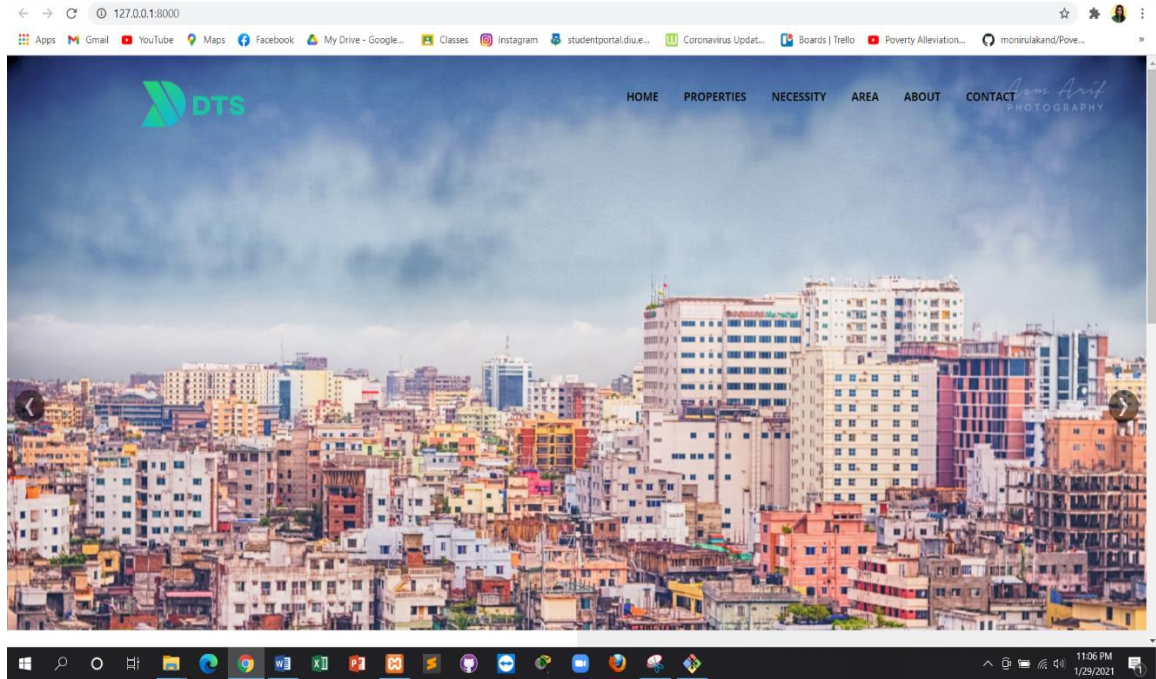 127.0.0.1:8000
Apps Gmail YouTube Maps Facebook My Drive - Google... Classes Instagram studentportal.diu.e... Coronavirus Updat... Boards | Trello Poverty Alleviation... monirulakand/Pove... »
DTS
HOME PROPERTIES NECESSITY AREA ABOUT CONTACT
Asm Arif
PHOTOGRAPHY
11:06 PM
1/29/2021